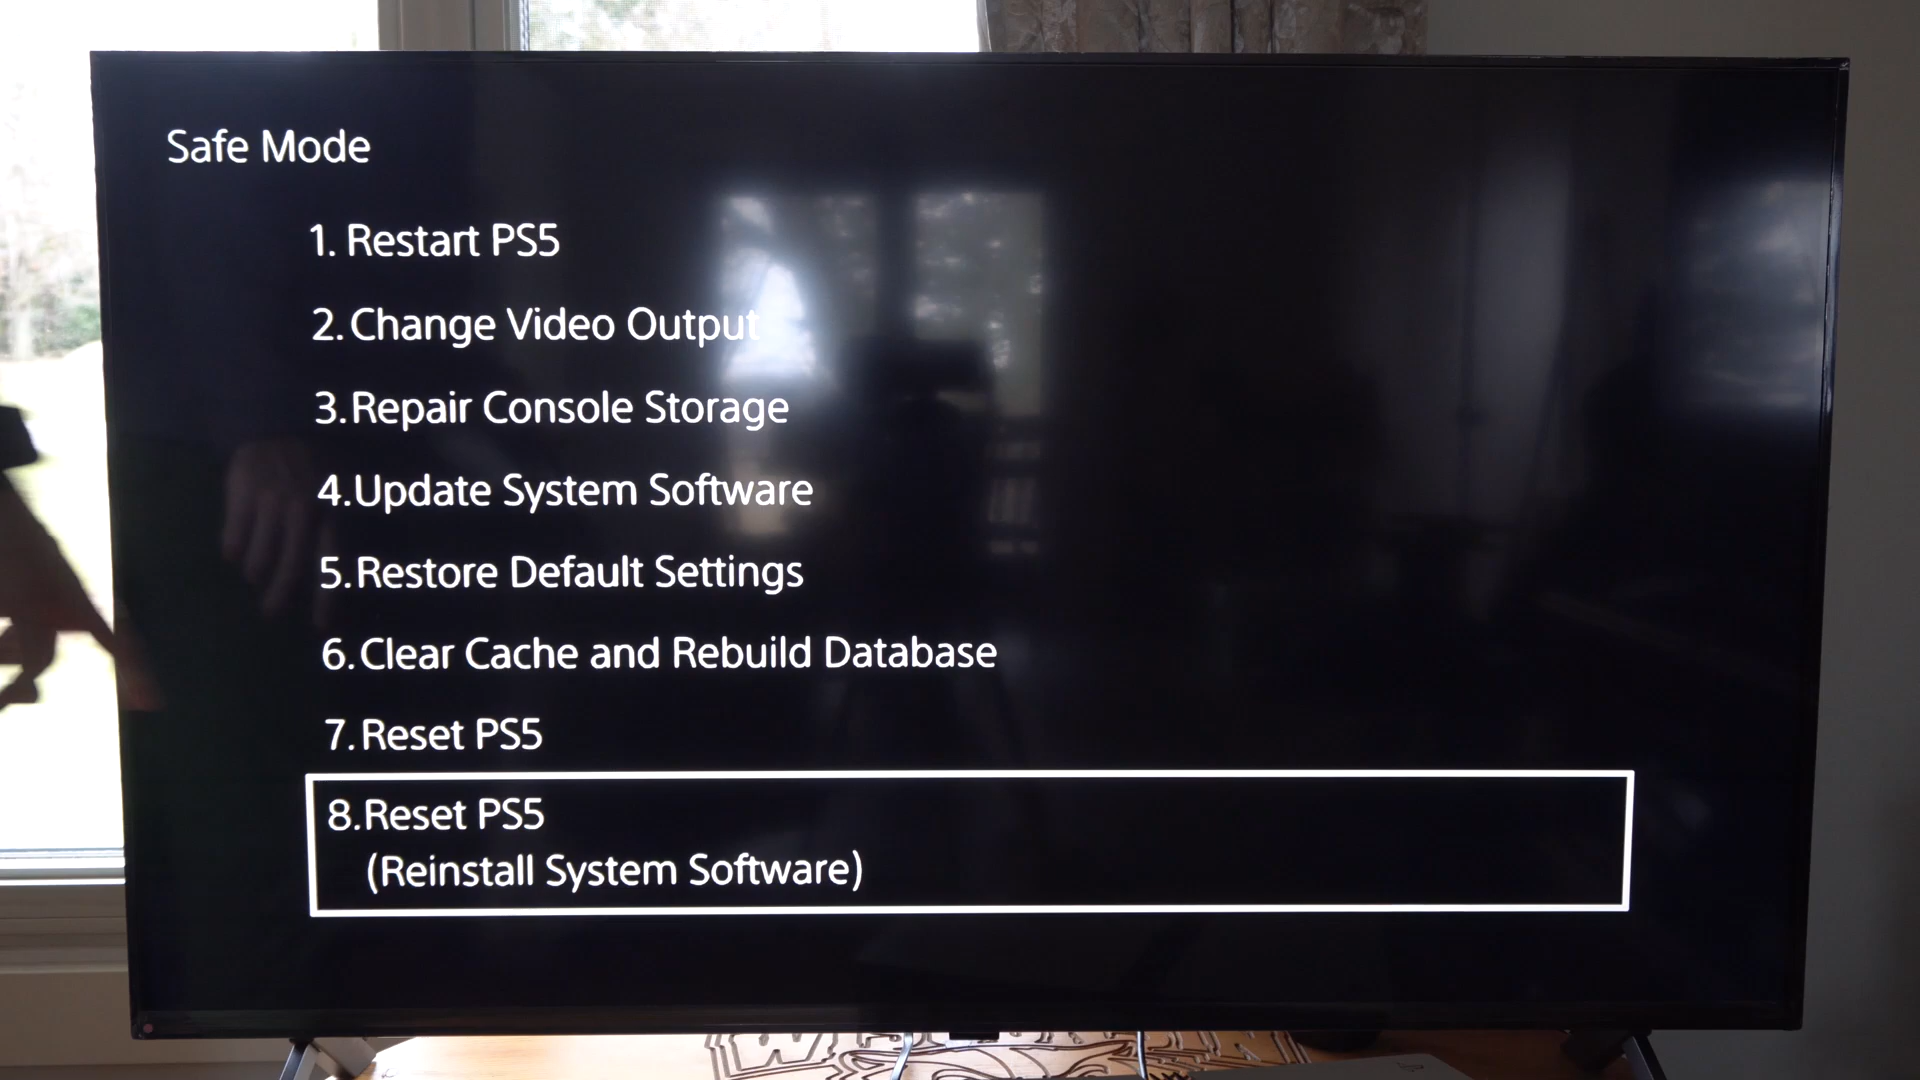 Safe Mode
1. Restart PS5
2. Change Video Output
3. Repair Console Storage
4. Update System Software
5. Restore Default Settings
6. Clear Cache and Rebuild Database
7. Reset PS5
8. Reset PS5
(Reinstall System Software)